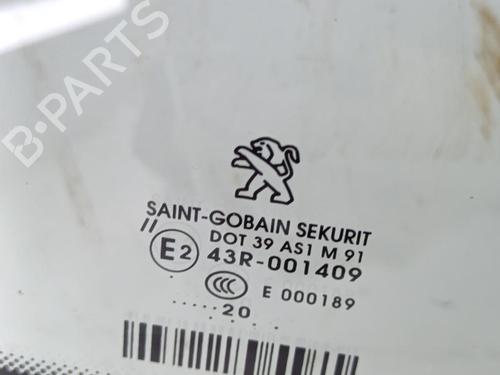 B-PARTS
SAINT-GOBAIN SEKURIT
DOT 39 AS1 M 91
// E2 43R-001409
CCC E 000189
.....20....